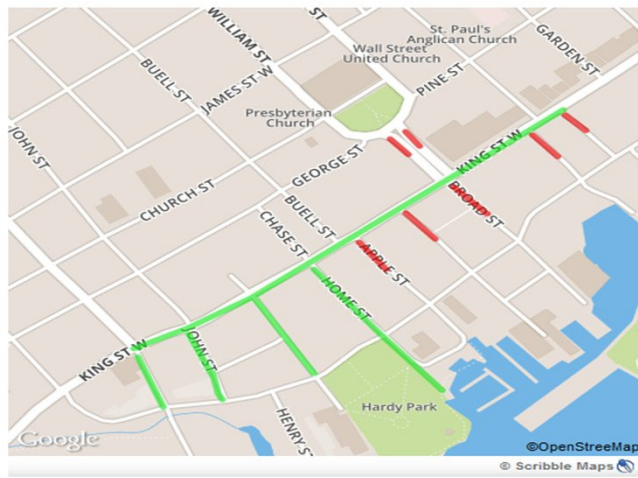 WILLIAM ST
ST
St. Paul's
Anglican Church
GARDEN ST
Wall Street
United Church
BUELL ST
JAMES ST W
PINE ST
Presbyterian
Church
JOHN ST
GEORGE ST
KING ST W
CHURCH ST
BROAD ST
BUELL ST
CHASE ST
APPLE ST
HOME ST
JOHN ST
KING ST W
Hardy Park
HENRY ST
Google
©OpenStreetMap
© Scribble Maps